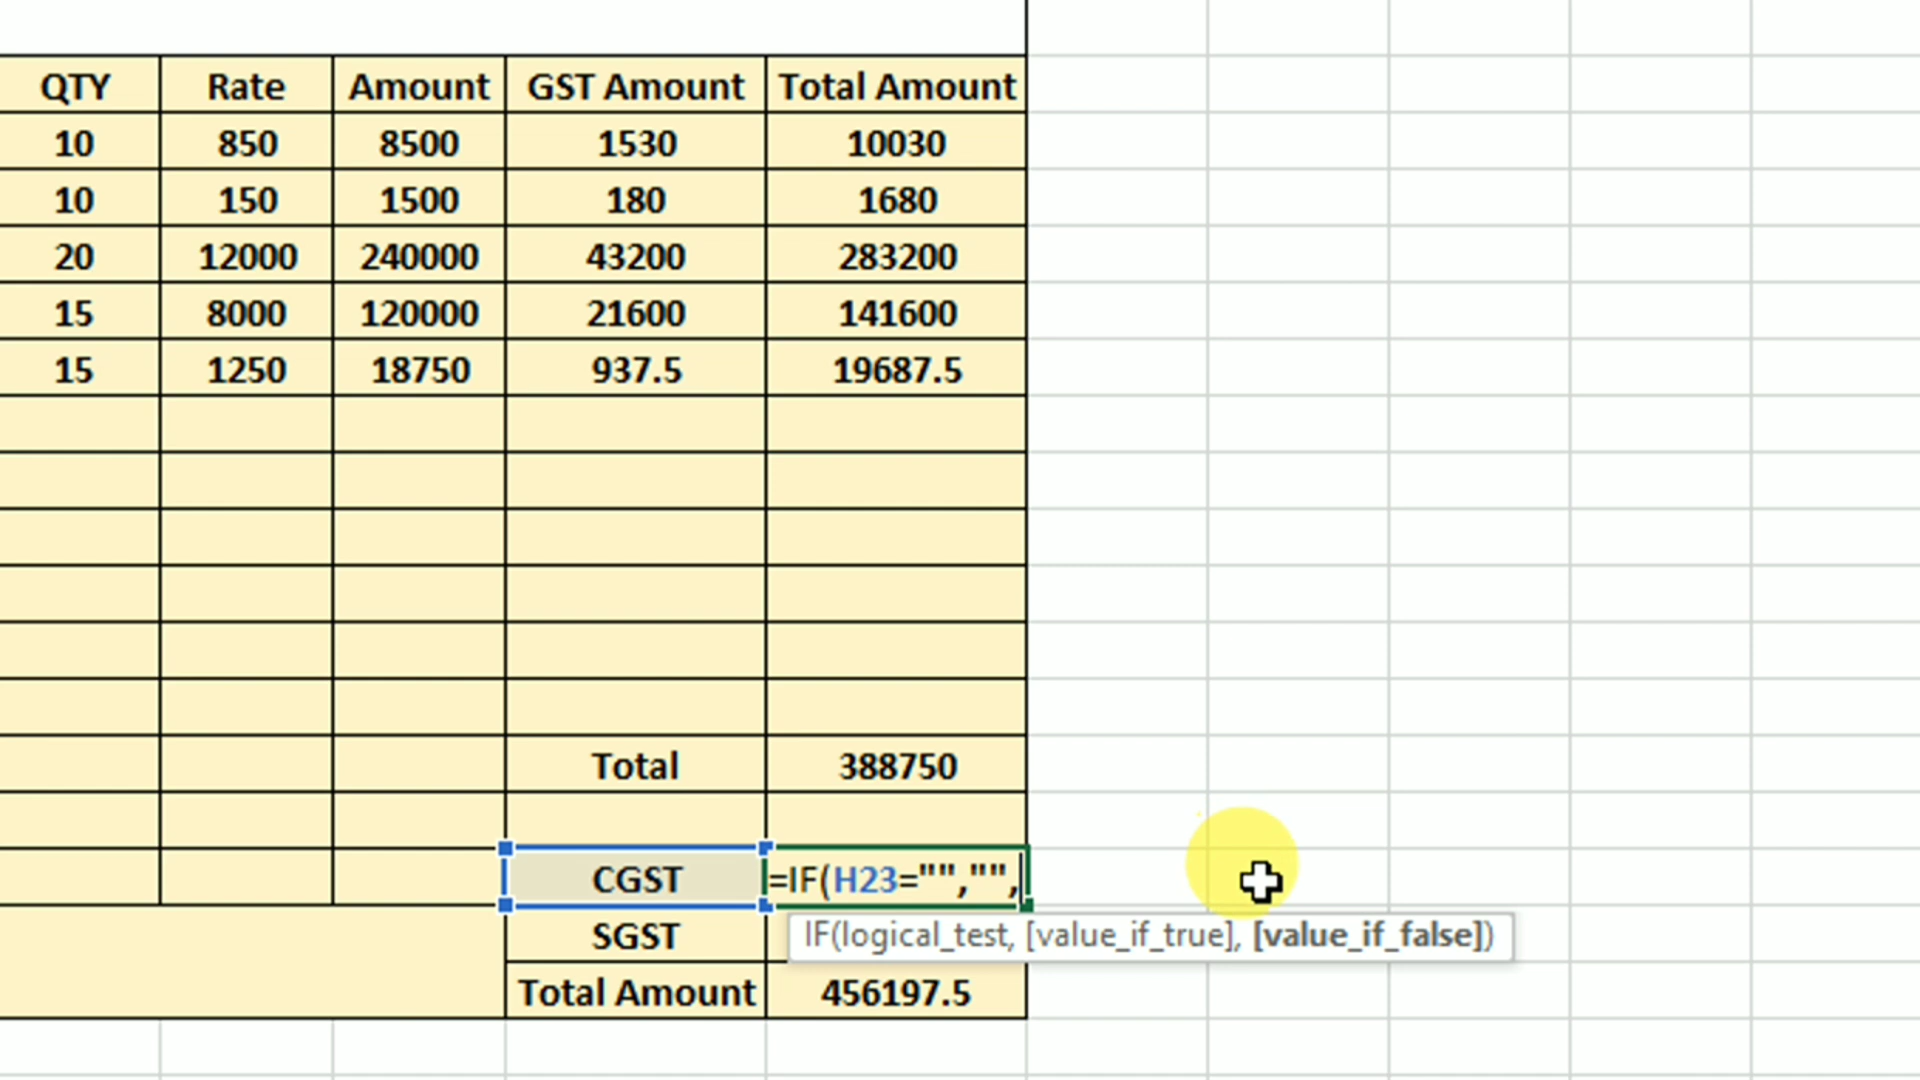 QTY Rate Amount GST Amount Total Amount
10 850 8500 1530 10030
10 150 1500 180 1680
20 12000 240000 43200 283200
15 8000 120000 21600 141600
15 1250 18750 937.5 19687.5
Total 388750
CGST =IF(H23="","",
SGST IF(logical_test, [value_if_true], [value_if_false])
Total Amount 456197.5